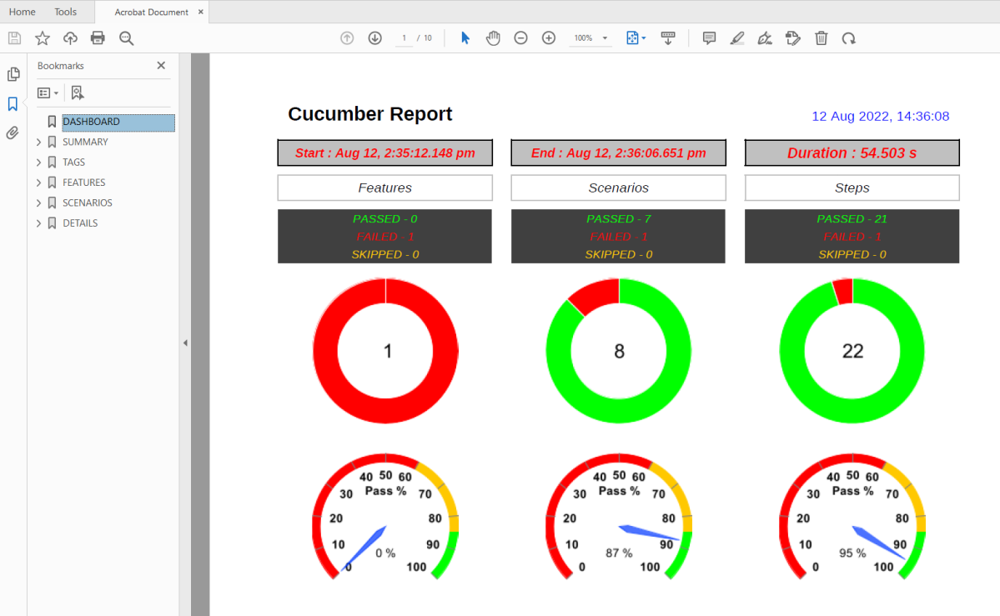 Home Tools Acrobat Document ×
1 / 10 100%
Bookmarks
DASHBOARD
SUMMARY
TAGS
FEATURES
SCENARIOS
DETAILS
Cucumber Report 12 Aug 2022, 14:36:08
Start : Aug 12, 2:35:12.148 pm End : Aug 12, 2:36:06.651 pm Duration : 54.503 s
Features Scenarios Steps
PASSED - 0 PASSED - 7 PASSED - 21
FAILED - 1 FAILED - 1 FAILED - 1
SKIPPED - 0 SKIPPED - 0 SKIPPED - 0
1 8 22
0 10 20 30 40 50 60 70 80 90 100
Pass %
0 %
0 10 20 30 40 50 60 70 80 90 100
Pass %
87 %
0 10 20 30 40 50 60 70 80 90 100
Pass %
95 %